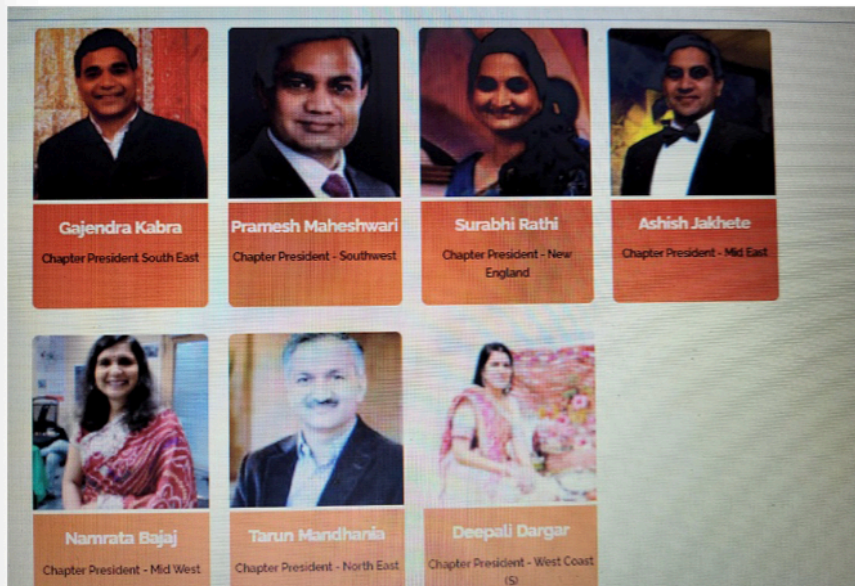 Gajendra Kabra
Chapter President South East
Pramesh Maheshwari
Chapter President - Southwest
Surabhi Rathi
Chapter President - New
England
Ashish Jakhete
Chapter President - Mid East
Namrata Bajaj
Chapter President - Mid West
Tarun Mandhania
Chapter President - North East
Deepali Dargar
Chapter President - West Coast
(S)